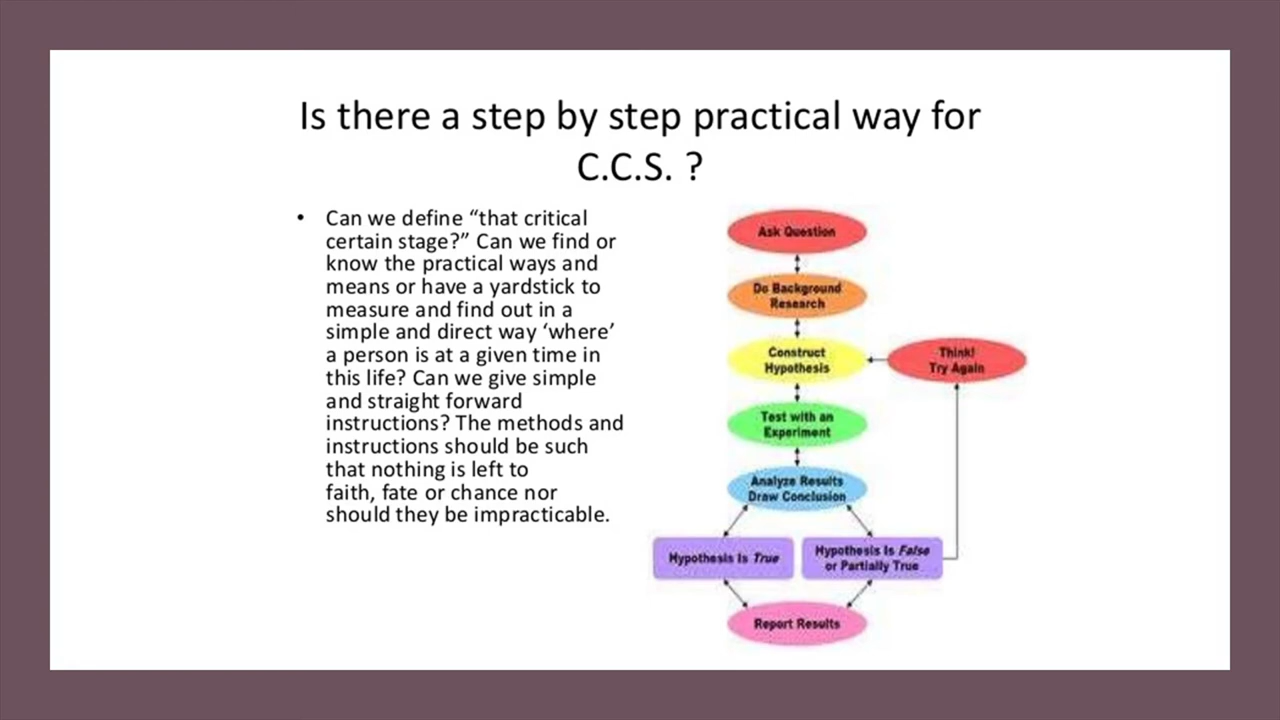 Is there a step by step practical way for
C.C.S. ?
• Can we define “that critical
certain stage?” Can we find or
know the practical ways and
means or have a yardstick to
measure and find out in a
simple and direct way ‘where’
a person is at a given time in
this life? Can we give simple
and straight forward
instructions? The methods and
instructions should be such
that nothing is left to
faith, fate or chance nor
should they be impracticable.
Ask Question
Do Background
Research
Construct
Hypothesis
Think!
Try Again
Test with an
Experiment
Analyze Results
Draw Conclusion
Hypothesis Is True
Hypothesis Is False
or Partially True
Report Results